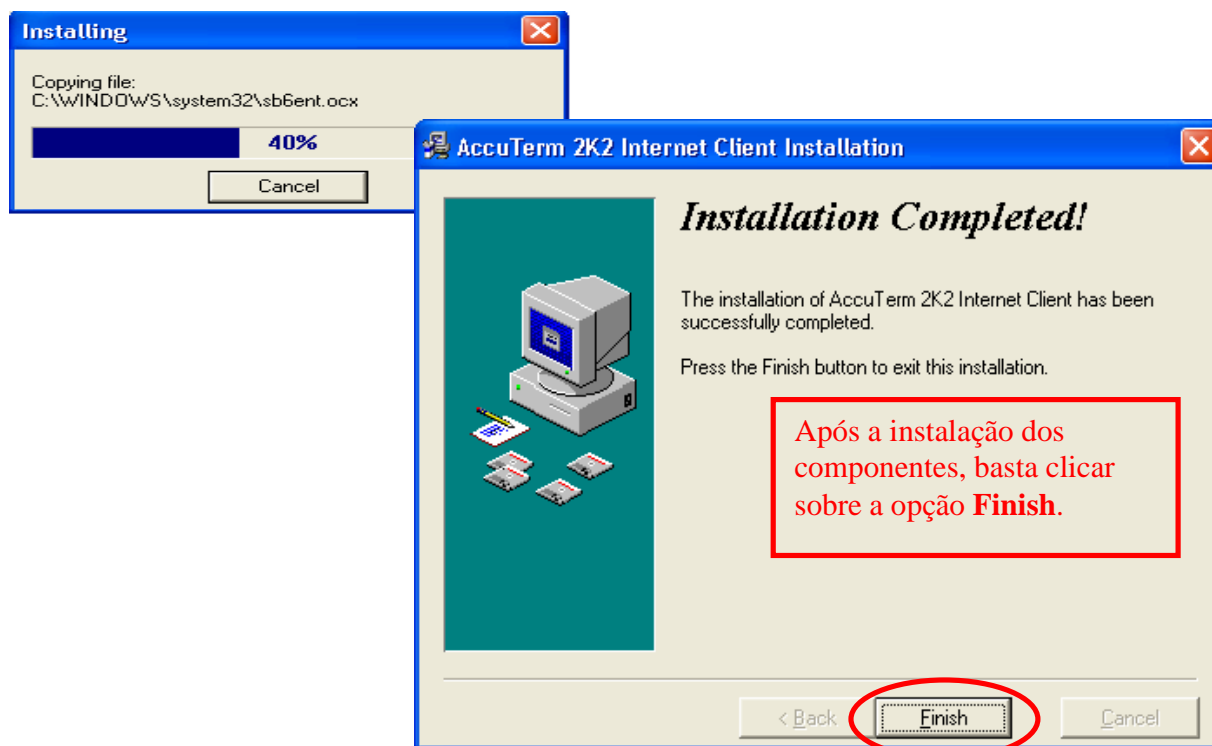 Installing
Copying file:
C:\WINDOWS\system32\sb6ent.ocx
40%
Cancel
AccuTerm 2K2 Internet Client Installation
Installation Completed!
The installation of AccuTerm 2K2 Internet Client has been
successfully completed.
Press the Finish button to exit this installation.
Após a instalação dos
componentes, basta clicar
sobre a opção Finish.
< Back
Finish
Cancel